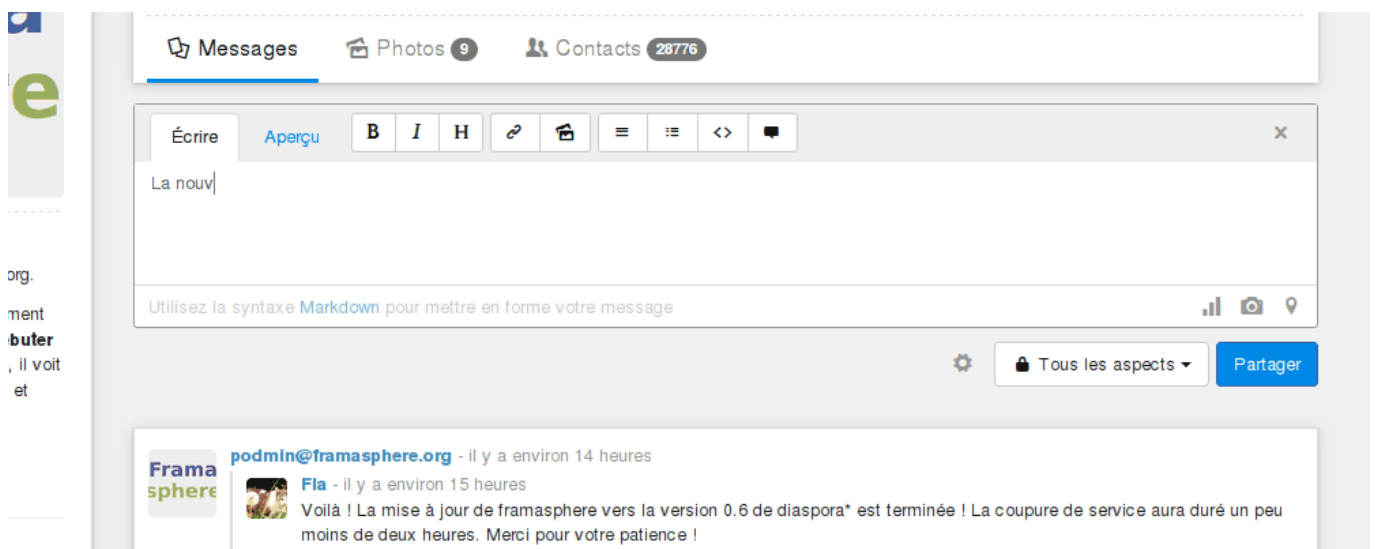 a
Messages Photos 9 Contacts 28776
e
Écrire Aperçu B I H
La nouv
org.
ment
buter
, il voit
et
Utilisez la syntaxe Markdown pour mettre en forme votre message
Tous les aspects Partager
podmin@framasphere.org - il y a environ 14 heures
Frama
sphere
Fla - il y a environ 15 heures
Voilà ! La mise à jour de framasphere vers la version 0.6 de diaspora* est terminée ! La coupure de service aura duré un peu
moins de deux heures. Merci pour votre patience !